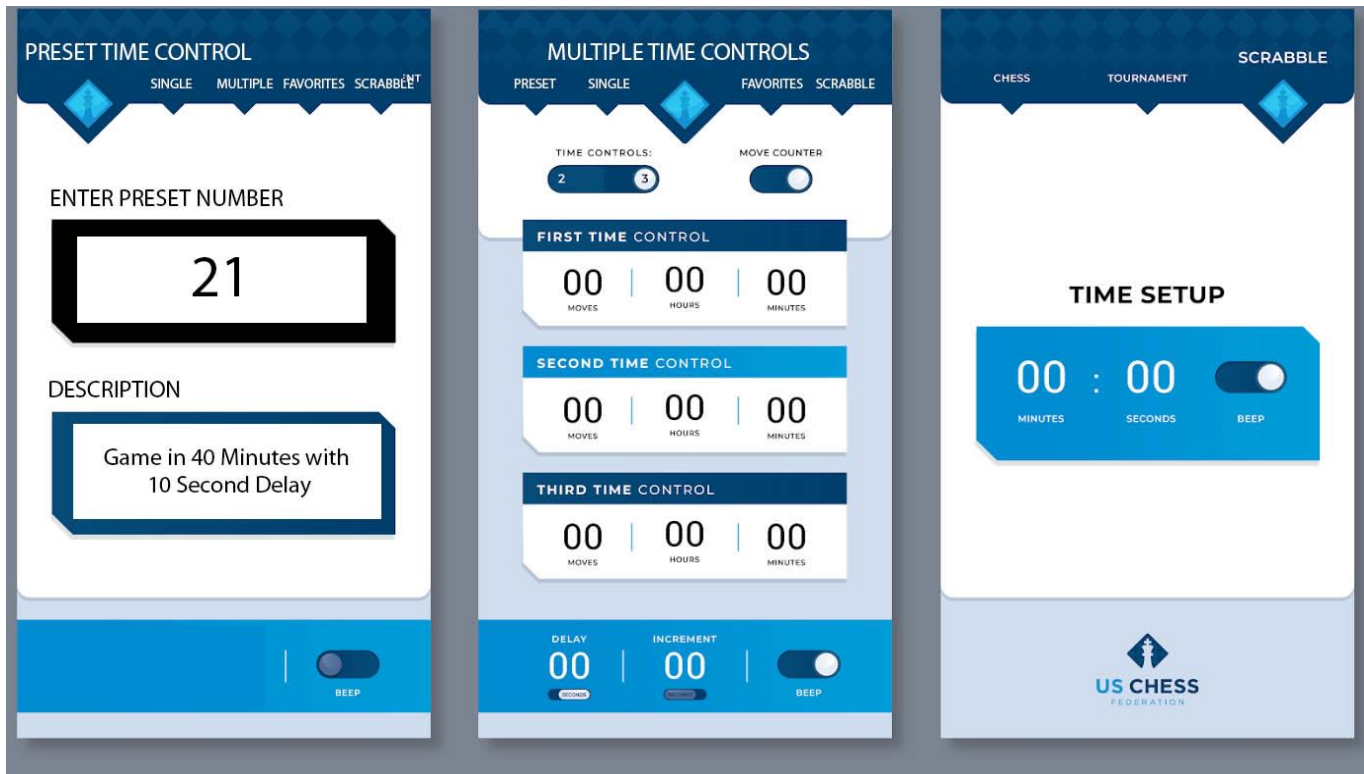 PRESET TIME CONTROL
SINGLE MULTIPLE FAVORITES SCRABBLE
ENTER PRESET NUMBER
21
DESCRIPTION
Game in 40 Minutes with
10 Second Delay
BEEP
MULTIPLE TIME CONTROLS
PRESET SINGLE FAVORITES SCRABBLE
TIME CONTROLS: MOVE COUNTER
2 3
FIRST TIME CONTROL
00 00 00
MOVES HOURS MINUTES
SECOND TIME CONTROL
00 00 00
MOVES HOURS MINUTES
THIRD TIME CONTROL
00 00 00
MOVES HOURS MINUTES
DELAY INCREMENT
00 00
SECONDS SECONDS BEEP
SCRABBLE
CHESS TOURNAMENT
TIME SETUP
00 : 00
MINUTES SECONDS BEEP
US CHESS
FEDERATION